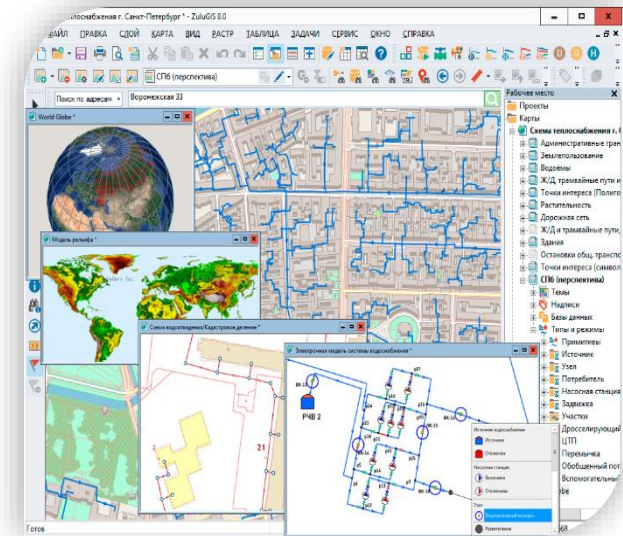 теплоснабжения г. Санкт-Петербург * - ZuluGIS 8.0
ФАЙЛ ПРАВКА СЛОЙ КАРТА ВИД РАСТР ТАБЛИЦА ЗАДАЧИ СЕРВИС ОКНО СПРАВКА
СПб (перспектива)
Поиск по адресам
Воронежская 33
Рабочее место
Проекты
Карты
Схема теплоснабжения г. С
Административные гран
Землепользование
Водоёмы
Ж/Д, трамвайные пути и
Точки интереса (Полиго
Растительность
Дорожная сеть
Ж/Д и трамвайные пути,
Здания
Остановки общ. трансп
Точки интереса (символ
СПб (перспектива)
Темы
Надписи
Базы данных
Типы и режимы
Примитивы
Источник
Узел
Потребитель
Насосная станция
Задвижка
Участки
Дросселирующий
ЦТП
Перемычка
Обобщенный пот
Вспомогательный
World Globe *
Модель рельефа *
Схема водоотведения/Кадастровое деление *
21
Электронная модель системы водоснабжения *
РЧВ 2
Источник водоснабжения
Источник
Отключен
Насосная станция
Включена
Отключена
Узел
Водопроводный колодец
Разветвление
Готов